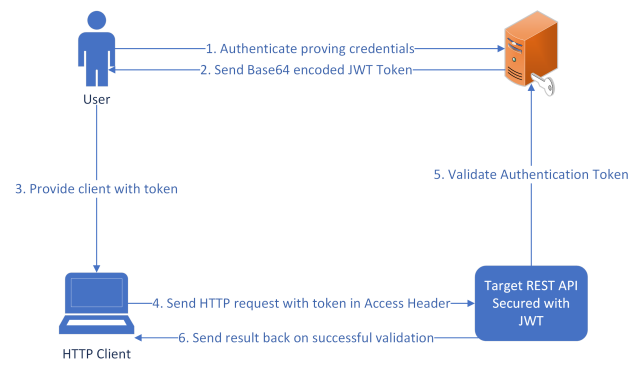 1. Authenticate proving credentials
2. Send Base64 encoded JWT Token
User
3. Provide client with token
5. Validate Authentication Token
4. Send HTTP request with token in Access Header
Target REST API
Secured with
JWT
6. Send result back on successful validation
HTTP Client